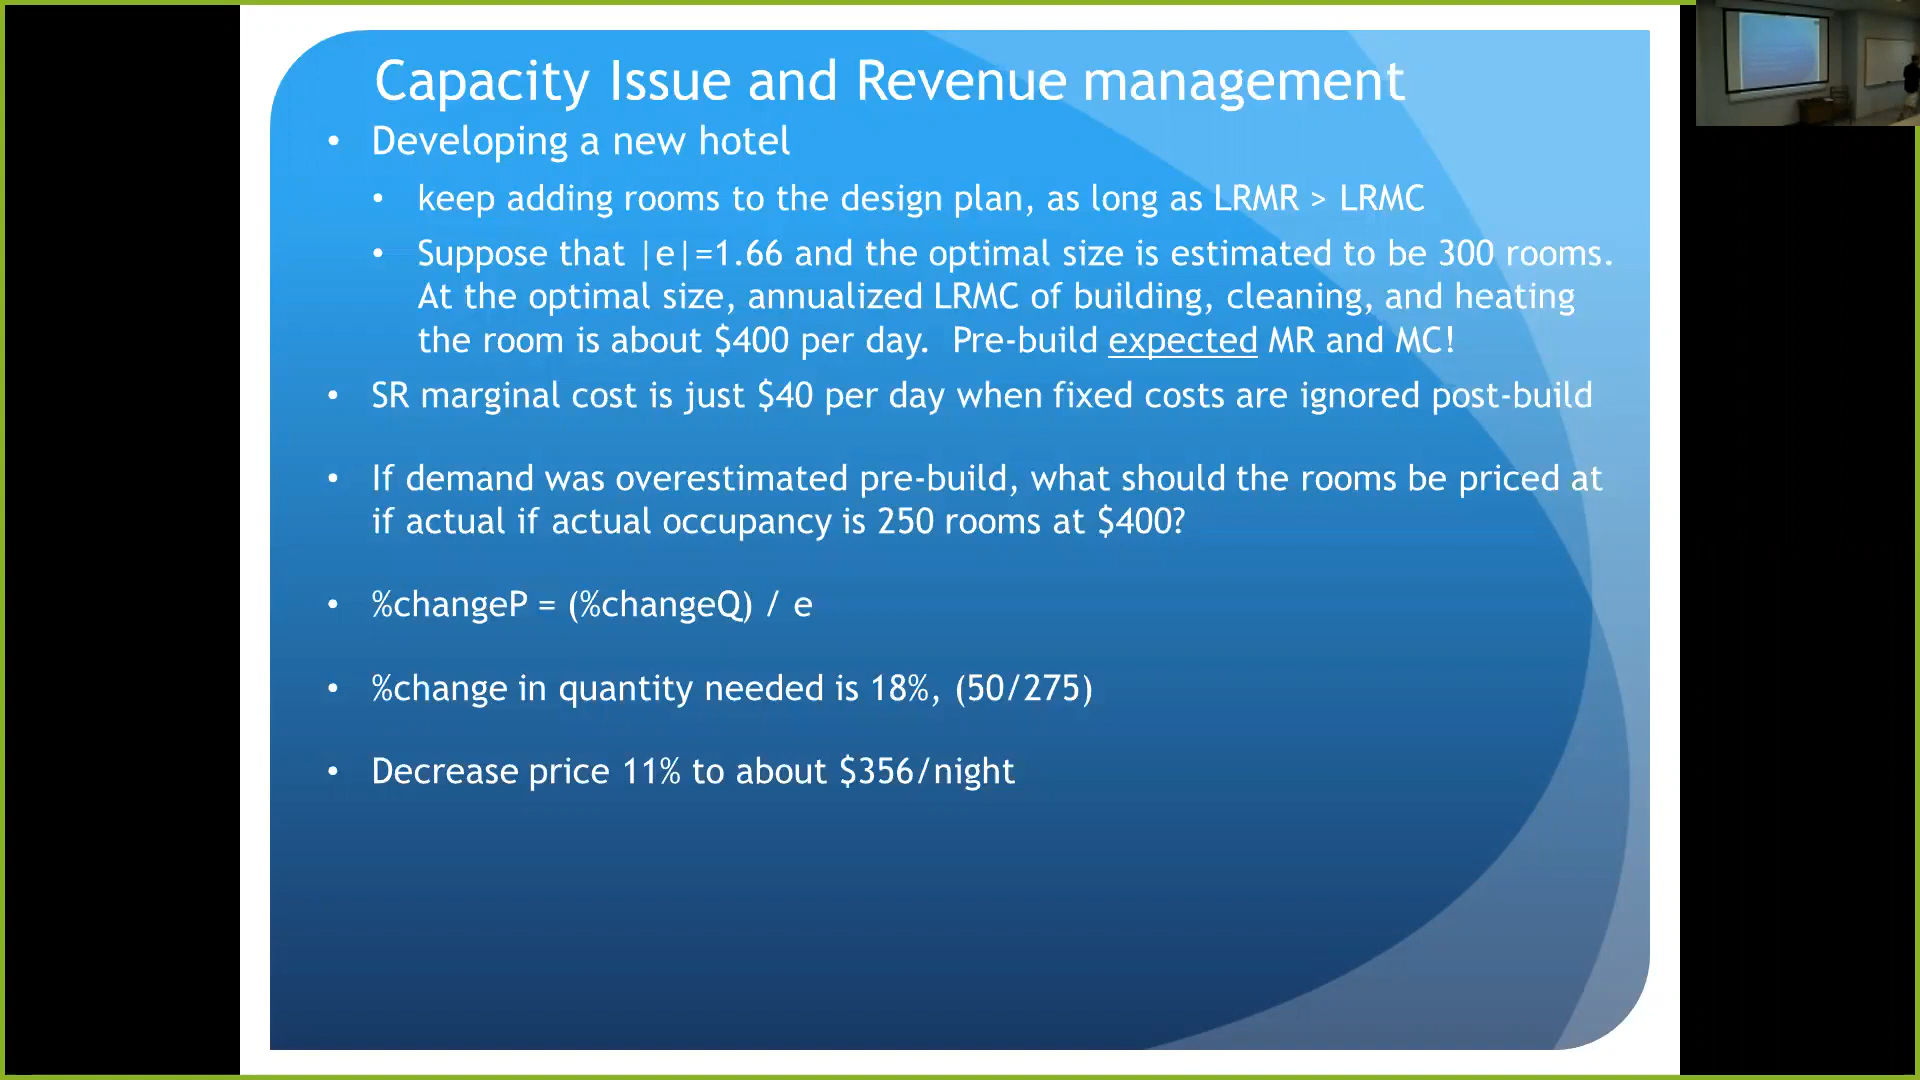 Capacity Issue and Revenue management
• Developing a new hotel
• keep adding rooms to the design plan, as long as LRMR > LRMC
• Suppose that |e|=1.66 and the optimal size is estimated to be 300 rooms.
At the optimal size, annualized LRMC of building, cleaning, and heating
the room is about $400 per day.  Pre-build expected MR and MC!
• SR marginal cost is just $40 per day when fixed costs are ignored post-build
• If demand was overestimated pre-build, what should the rooms be priced at
if actual if actual occupancy is 250 rooms at $400?
• %changeP = (%changeQ) / e
• %change in quantity needed is 18%, (50/275)
• Decrease price 11% to about $356/night